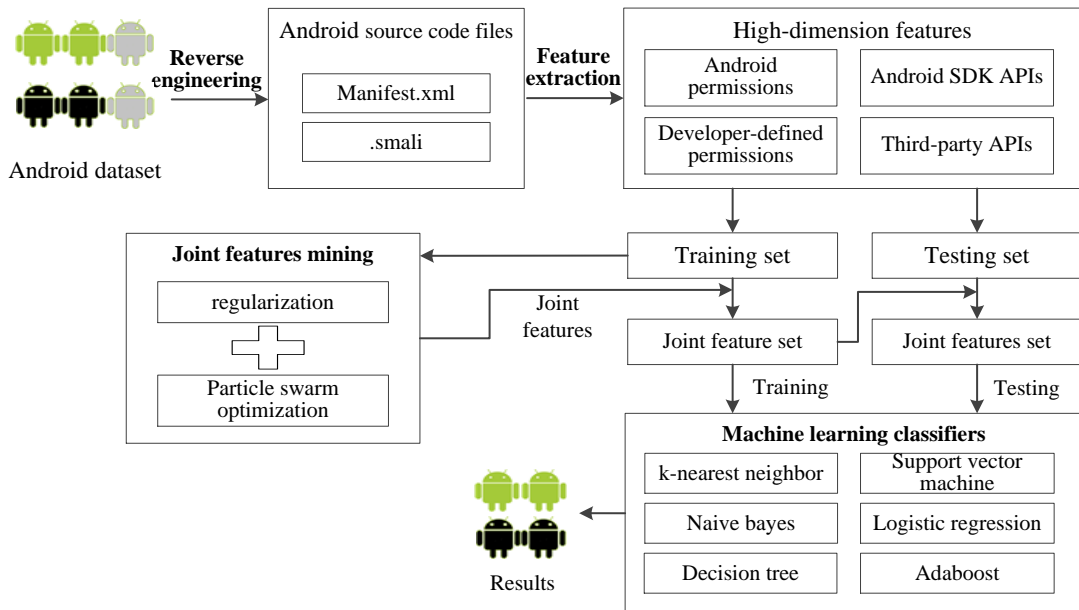 Android source code files
High-dimension features
Reverse
engineering
Feature
extraction
Manifest.xml
.smali
Android
permissions
Android SDK APIs
Developer-defined
permissions
Third-party APIs
Android dataset
Joint features mining
regularization
Particle swarm
optimization
Training set
Testing set
Joint
features
Joint feature set
Joint features set
Training
Testing
Machine learning classifiers
k-nearest neighbor
Support vector
machine
Naive bayes
Logistic regression
Decision tree
Adaboost
Results